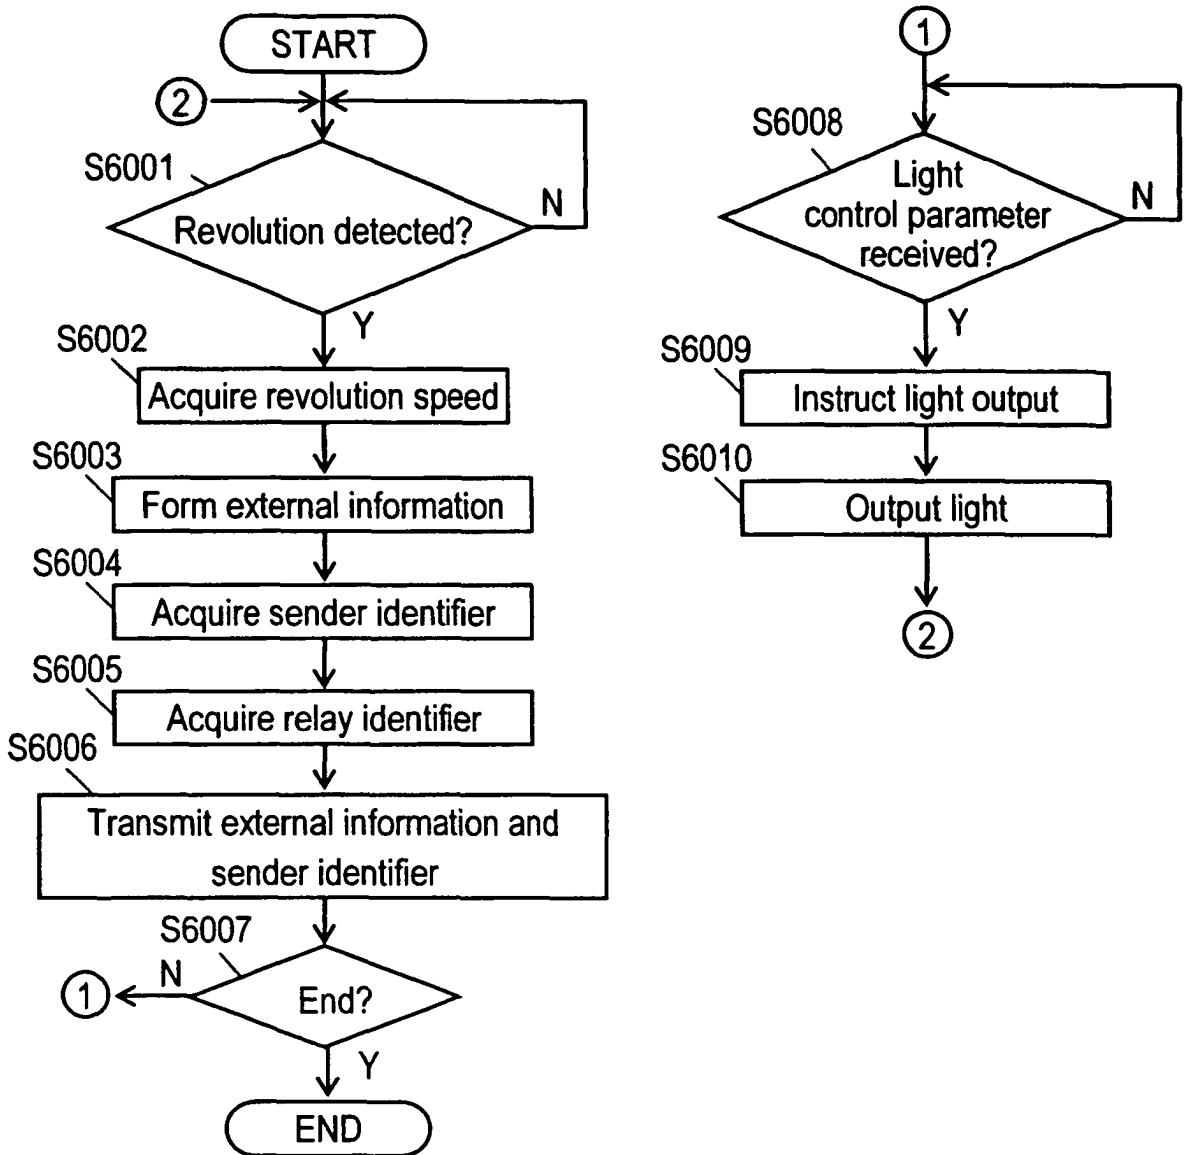 START
2
S6001
Revolution detected?
N
Y
S6002
Acquire revolution speed
S6003
Form external information
S6004
Acquire sender identifier
S6005
Acquire relay identifier
S6006
Transmit external information and
sender identifier
S6007
End?
N
1
Y
END
1
S6008
Light
control parameter
received?
N
Y
S6009
Instruct light output
S6010
Output light
2